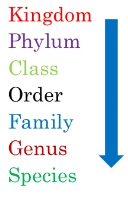 Kingdom
Phylum
Class
Order
Family
Genus
Species